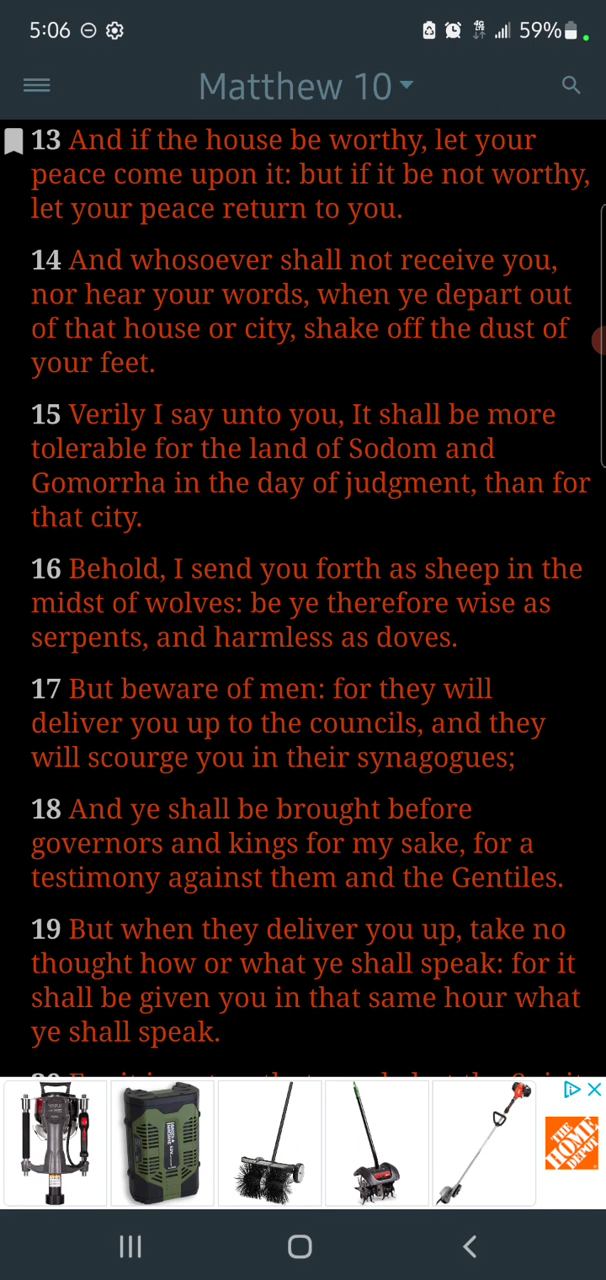 5:06 4G 59%
Matthew 10
13 And if the house be worthy, let your
peace come upon it: but if it be not worthy,
let your peace return to you.
14 And whosoever shall not receive you,
nor hear your words, when ye depart out
of that house or city, shake off the dust of
your feet.
15 Verily I say unto you, It shall be more
tolerable for the land of Sodom and
Gomorrha in the day of judgment, than for
that city.
16 Behold, I send you forth as sheep in the
midst of wolves: be ye therefore wise as
serpents, and harmless as doves.
17 But beware of men: for they will
deliver you up to the councils, and they
will scourge you in their synagogues;
18 And ye shall be brought before
governors and kings for my sake, for a
testimony against them and the Gentiles.
19 But when they deliver you up, take no
thought how or what ye shall speak: for it
shall be given you in that same hour what
ye shall speak.
THE
HOME
DEPOT